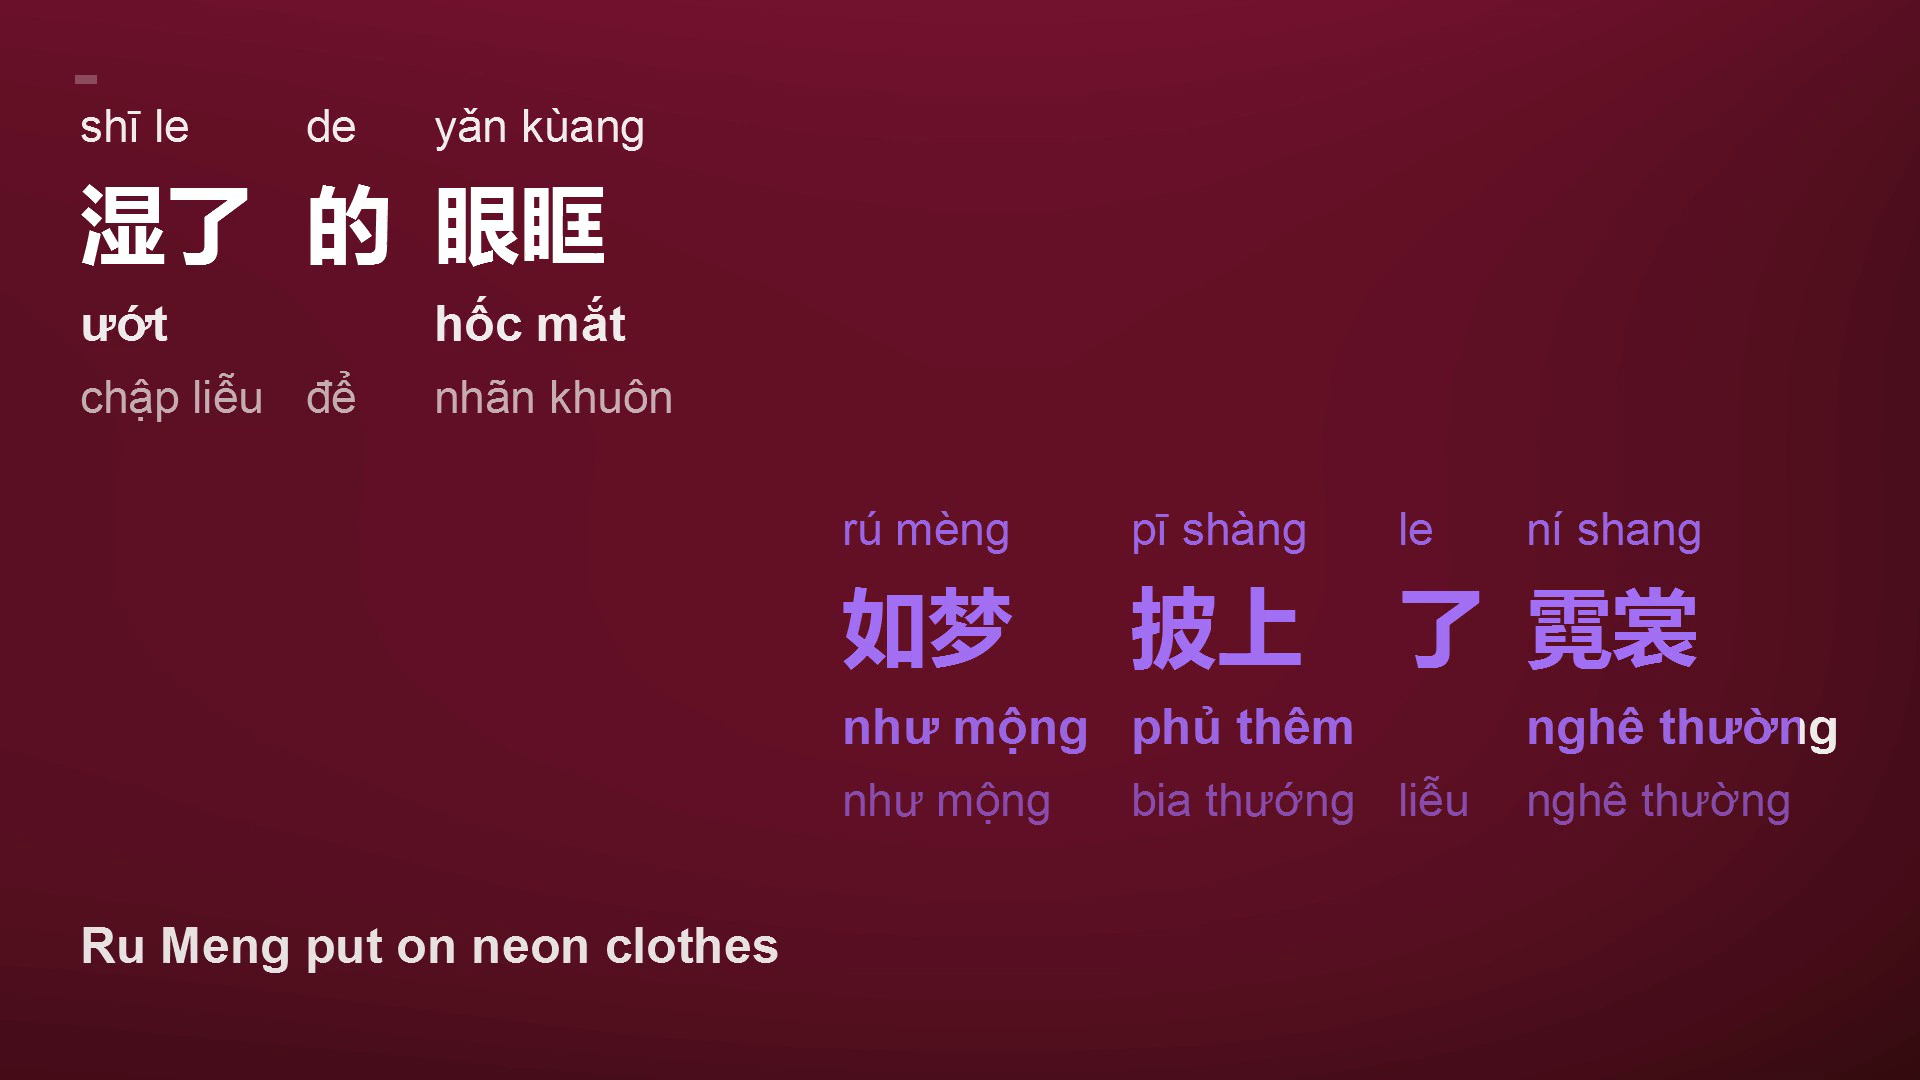 shī le de yǎn kùang
湿了 的 眼眶
ướt hốc mắt
chập liễu để nhãn khuôn
rú mèng pī shàng le ní shang
如梦 披上 了 霓裳
như mộng phủ thêm nghê thường
như mộng bia thướng liễu nghê thường
Ru Meng put on neon clothes